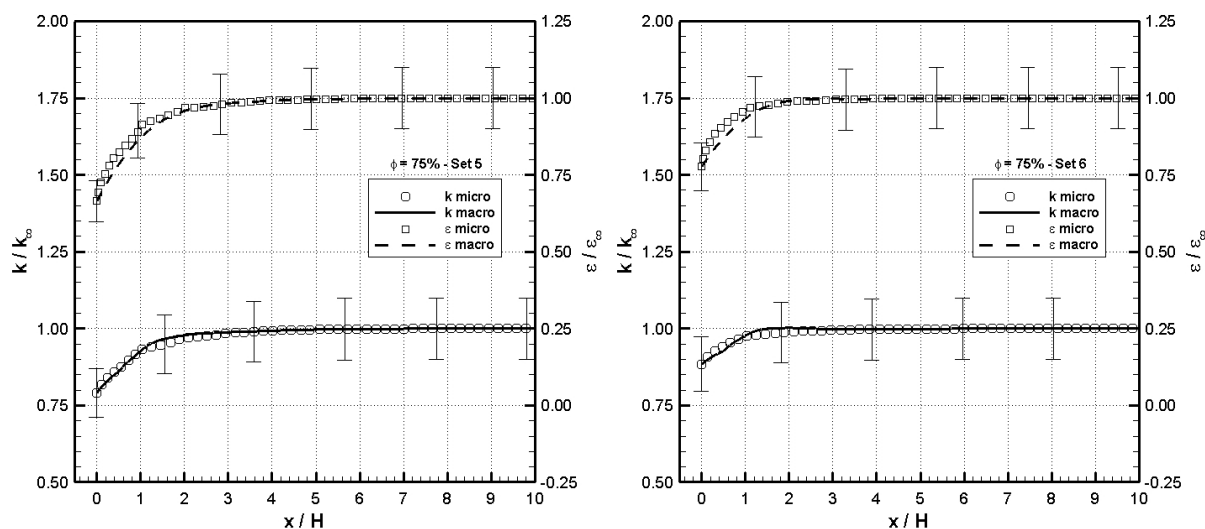 2.00
1.75
1.50
1.25
1.00
0.75
0.50
k / k∞
1.25
1.00
0.75
0.50
0.25
0.00
-0.25
ε / ε∞
ϕ = 75% - Set 5
k micro
k macro
ε micro
ε macro
0 1 2 3 4 5 6 7 8 9 10
x / H
2.00
1.75
1.50
1.25
1.00
0.75
0.50
k / k∞
1.25
1.00
0.75
0.50
0.25
0.00
-0.25
ε / ε∞
ϕ = 75% - Set 6
k micro
k macro
ε micro
ε macro
0 1 2 3 4 5 6 7 8 9 10
x / H